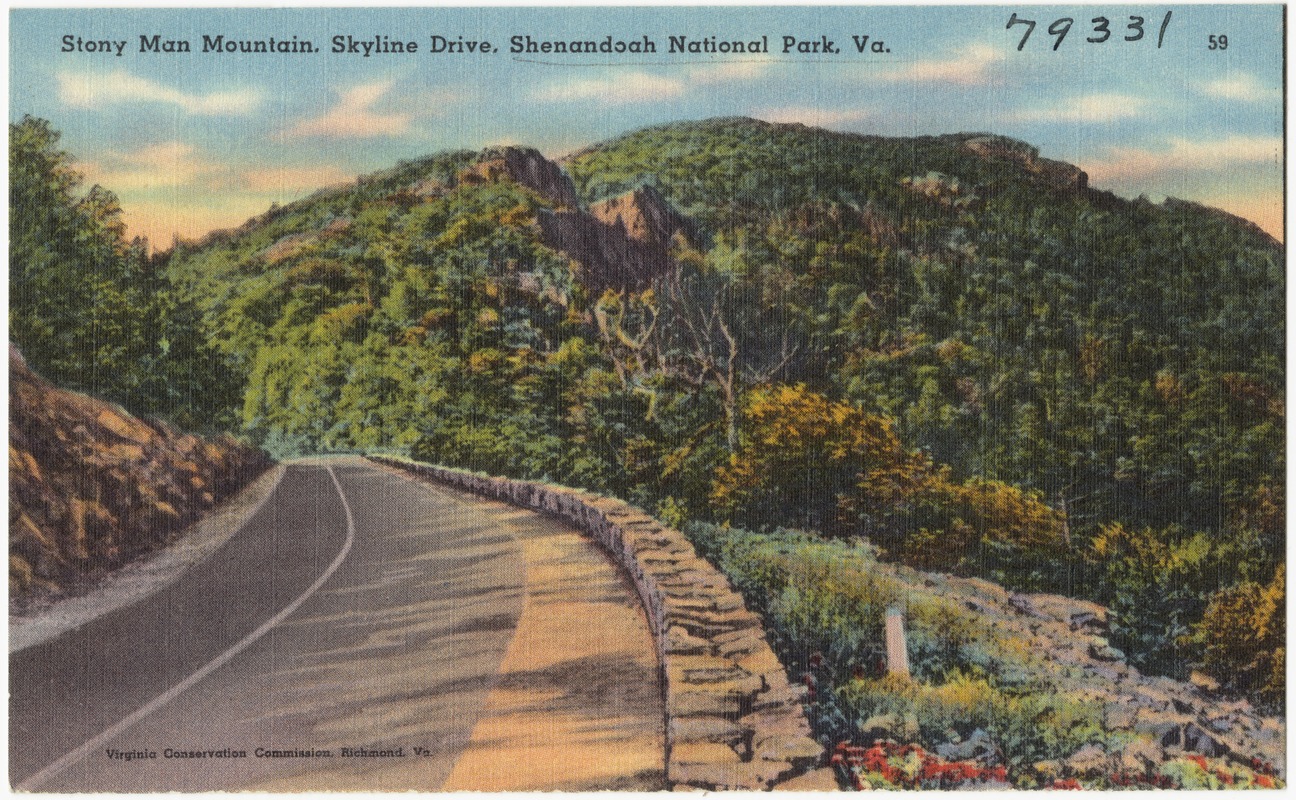 Stony Man Mountain, Skyline Drive, Shenandoah National Park, Va.
79331
59
Virginia Conservation Commission, Richmond, Va.